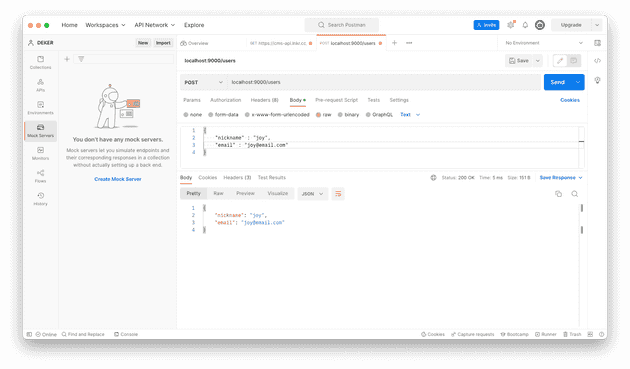 Home Workspaces API Network Explore Search Postman Invite Upgrade
DEKER New Import Overview GET https://cms-api.stei.cc POST localhost:9000/users No Environment
localhost:9000/users Save
Collections
APIs
Environments
Mock Servers
Monitors
Flows
History
You don't have any mock servers.
Mock servers let you simulate endpoints and
their corresponding responses in a collection
without actually setting up a back end.
Create Mock Server
POST localhost:9000/users Send
Params Authorization Headers (8) Body Pre-request Script Tests Settings Cookies
none form-data x-www-form-urlencoded raw binary GraphQL Text
1 {
2 "nickname" : "joy",
3 "email" : "joy@email.com"
4 }
Body Cookies Headers (3) Test Results Status: 200 OK Time: 5 ms Size: 151 B Save Response
Pretty Raw Preview Visualize JSON
1 {
2 "nickname": "joy",
3 "email": "joy@email.com"
4 }
Online Find and Replace Console Cookies Capture requests Bootcamp Runner Trash